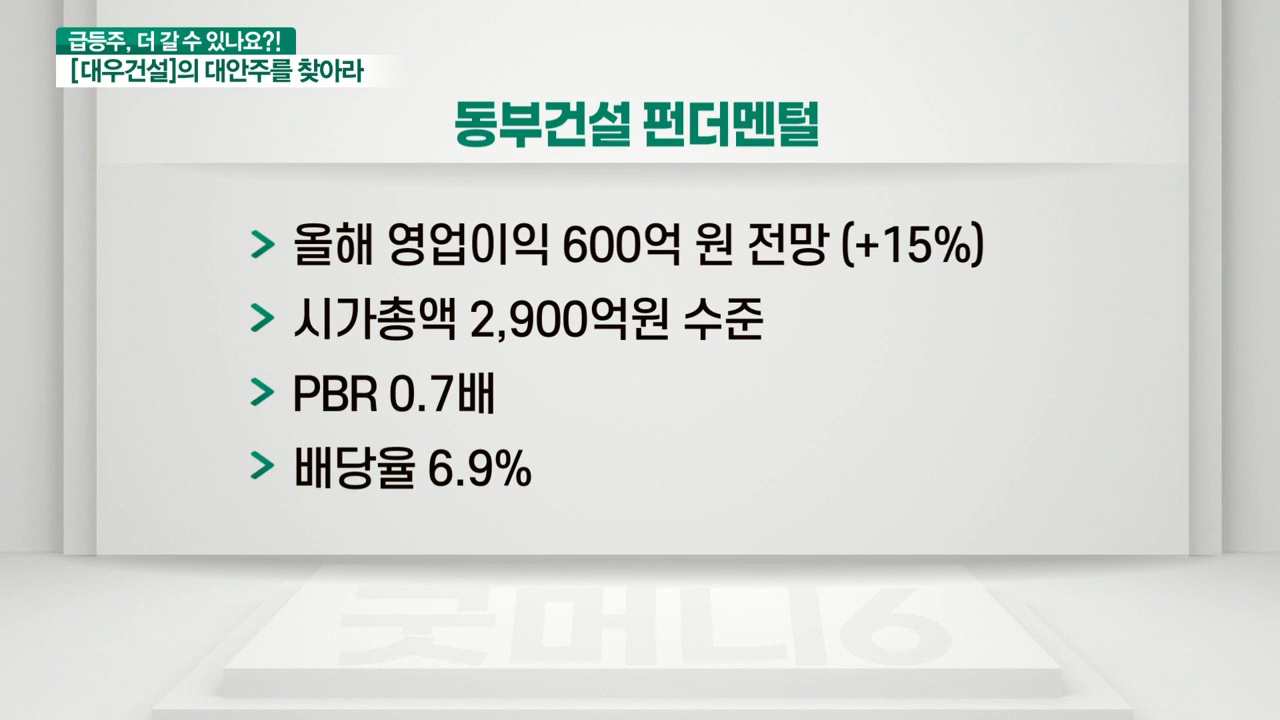 급등주, 더 갈 수 있나요?!
[대우건설]의 대안주를 찾아라
동부건설 펀더멘털
> 올해 영업이익 600억 원 전망 (+15%)
> 시가총액 2,900억원 수준
> PBR 0.7배
> 배당율 6.9%
굿머니6